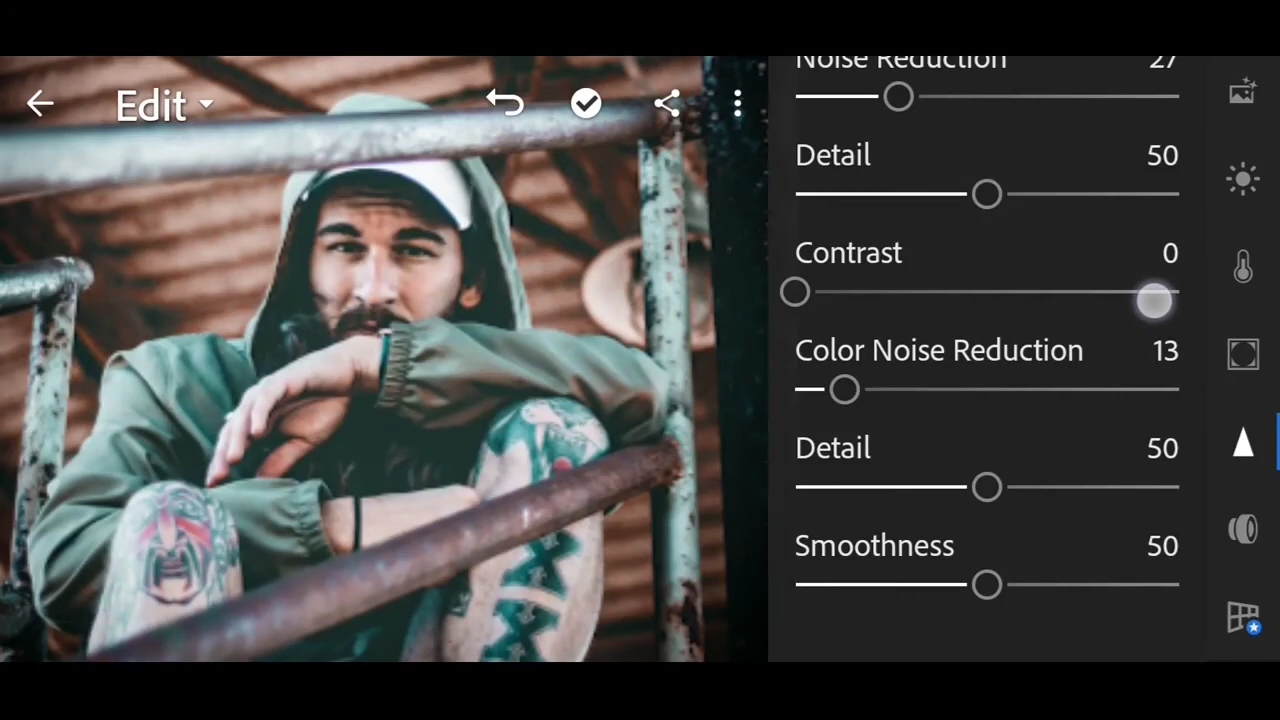 Edit
Noise Reduction 27
Detail 50
Contrast 0
Color Noise Reduction 13
Detail 50
Smoothness 50